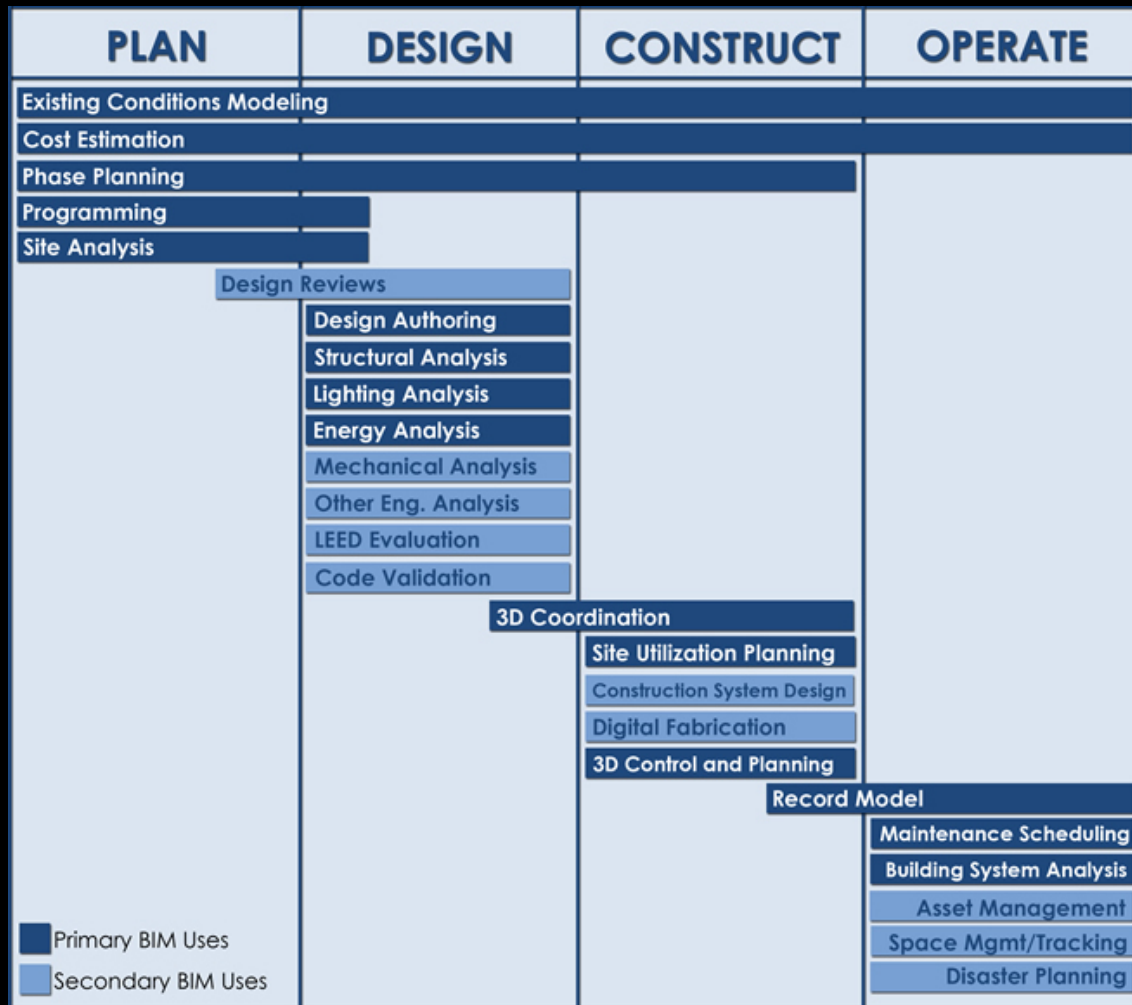 PLAN DESIGN CONSTRUCT OPERATE
Existing Conditions Modeling
Cost Estimation
Phase Planning
Programming
Site Analysis
Design Reviews
Design Authoring
Structural Analysis
Lighting Analysis
Energy Analysis
Mechanical Analysis
Other Eng. Analysis
LEED Evaluation
Code Validation
3D Coordination
Site Utilization Planning
Construction System Design
Digital Fabrication
3D Control and Planning
Record Model
Maintenance Scheduling
Building System Analysis
Asset Management
Space Mgmt/Tracking
Disaster Planning
Primary BIM Uses
Secondary BIM Uses